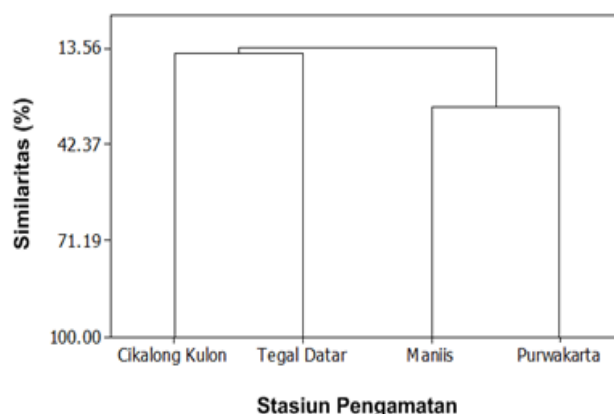 Similaritas (%)
13.56
42.37
71.19
100.00
Cikalong Kulon Tegal Datar Maniis Purwakarta
Stasiun Pengamatan